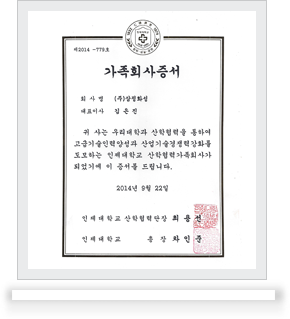 제2014 -779호
가족회사증서
회 사 명 (주)삼영화성
대표이사 김은진
귀 사는 우리대학과 산학협력을 통하여
고급기술인력양성과 산업기술경쟁력강화를
도모하는 인제대학교 산학협력가족회사가
되었기에 이 증서를 드립니다.
2014년 9월 22일
인제대학교 산학협력단장 최용선
인제대학교 총 장 차인준